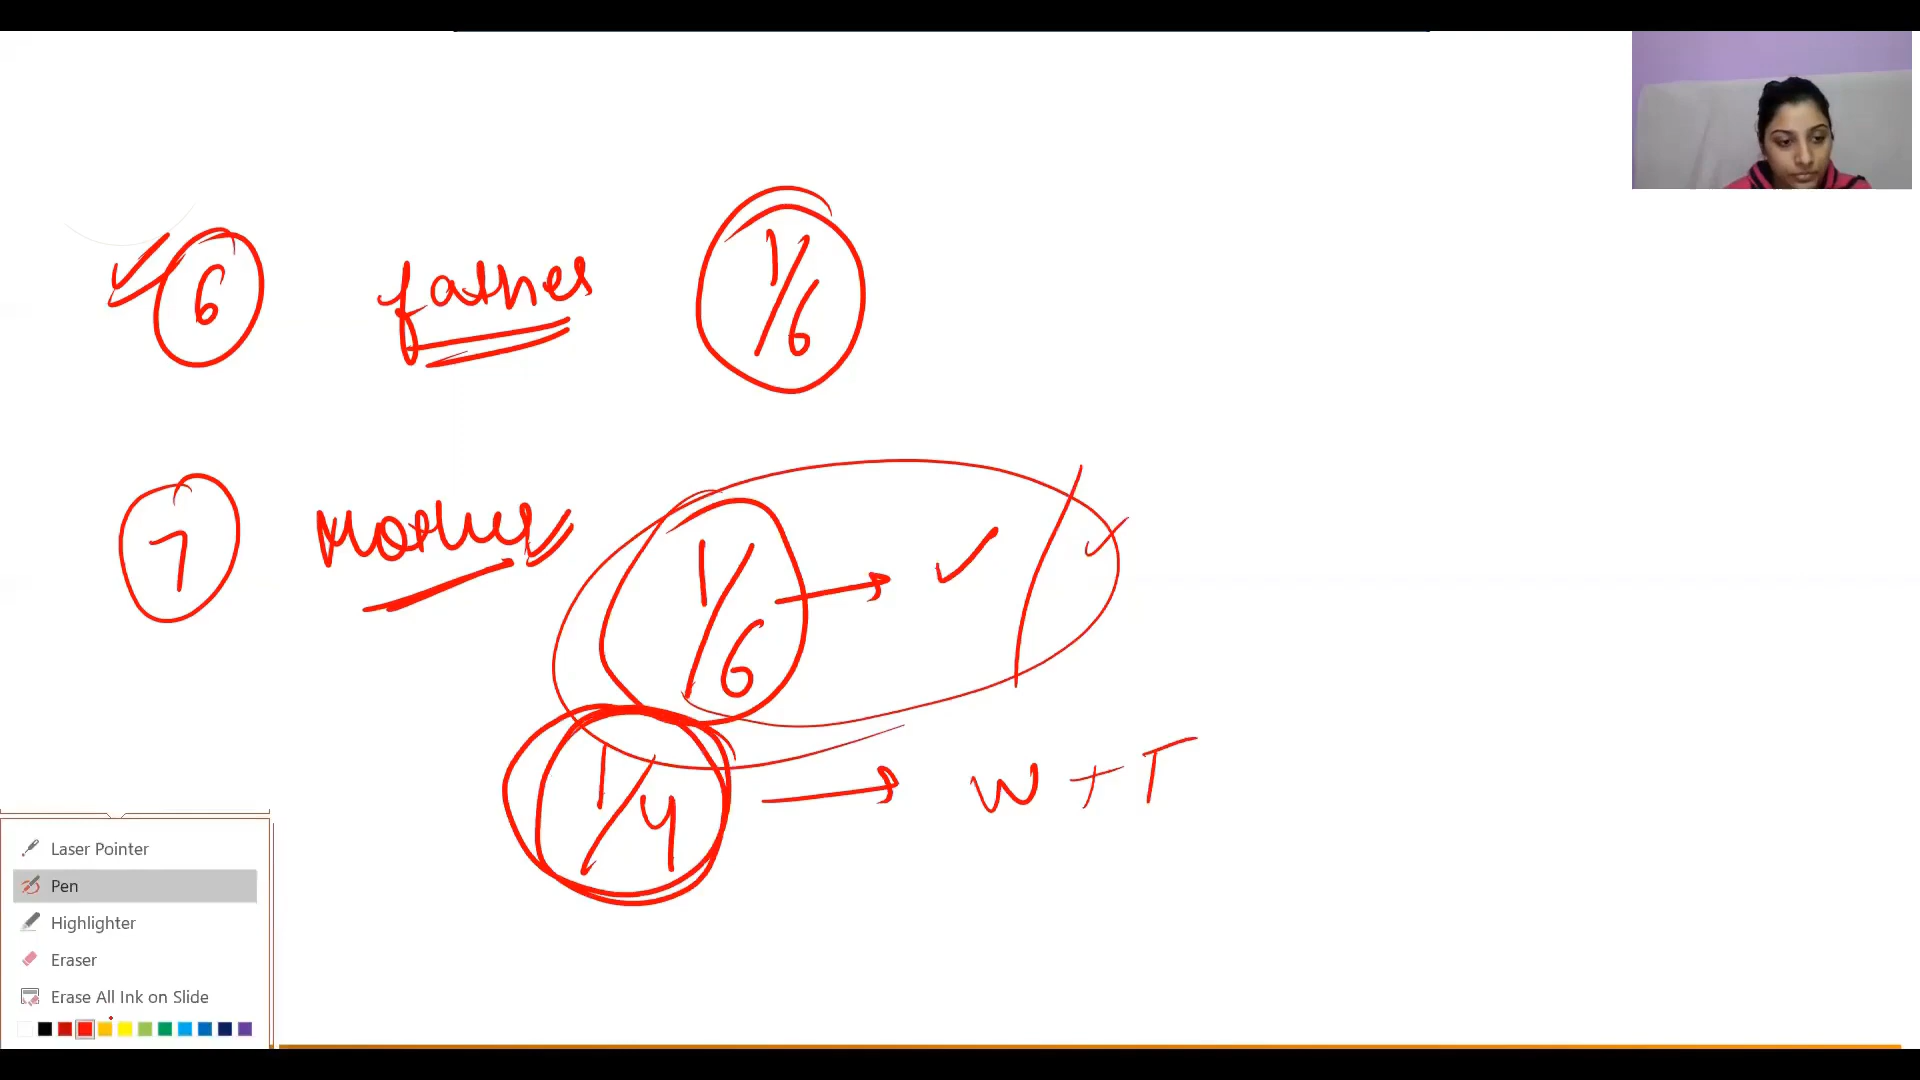 6 father 1/6
7 Mother 1/6 →
1/4 → W + T
Laser Pointer
Pen
Highlighter
Eraser
Erase All Ink on Slide